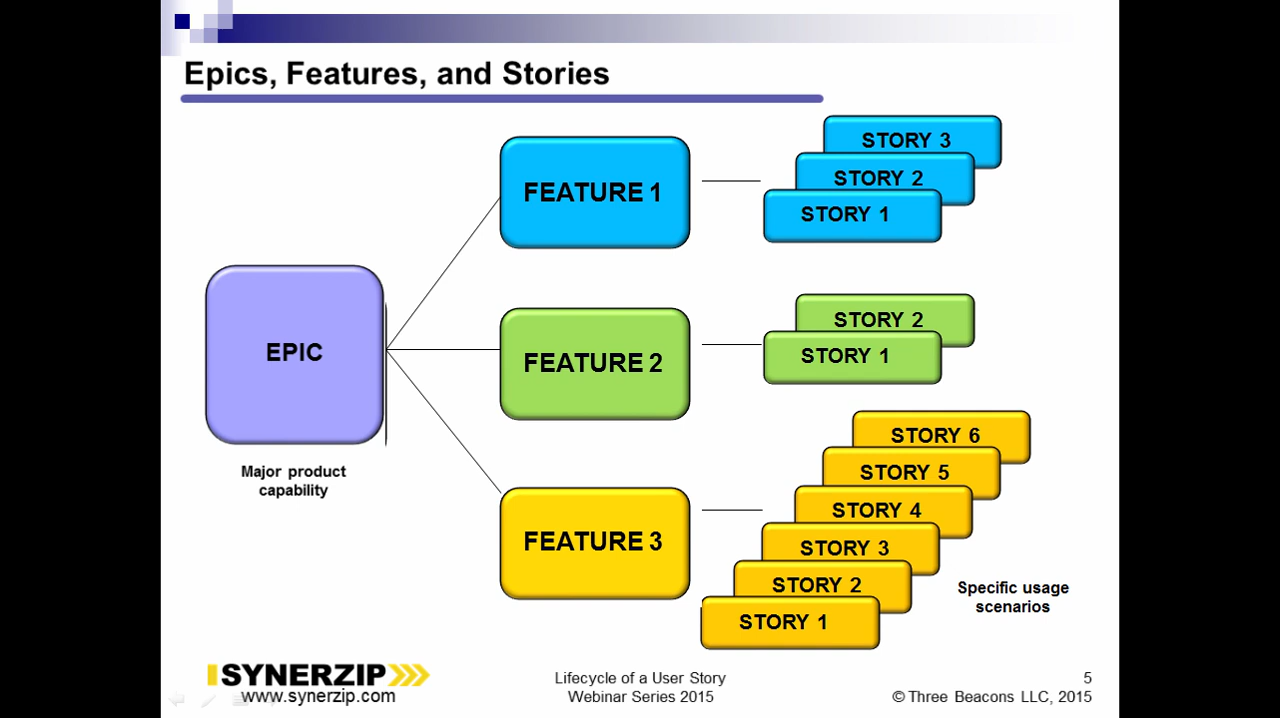 Epics, Features, and Stories
EPIC
Major product
capability
FEATURE 1
STORY 3
STORY 2
STORY 1
FEATURE 2
STORY 2
STORY 1
FEATURE 3
STORY 6
STORY 5
STORY 4
STORY 3
STORY 2
STORY 1
Specific usage
scenarios
SYNERZIP
www.synerzip.com
Lifecycle of a User Story
Webinar Series 2015
5
© Three Beacons LLC, 2015